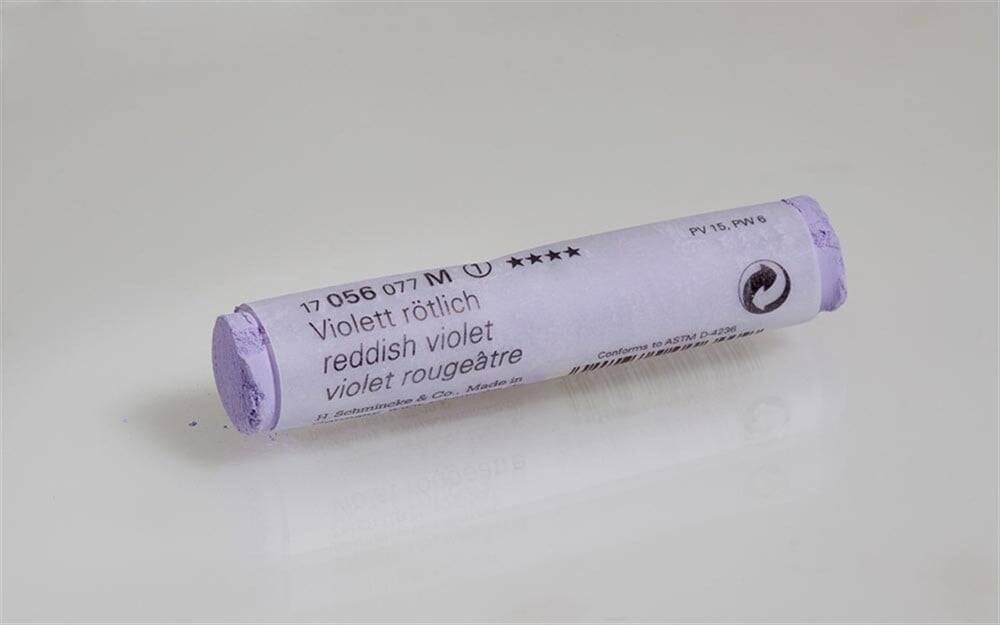 17 056 077 M ① ★★★★
Violett rötlich
reddish violet
violet rougeâtre
H. Schmincke & Co., Made in
PV 15, PW 6
Conforms to ASTM D-4236